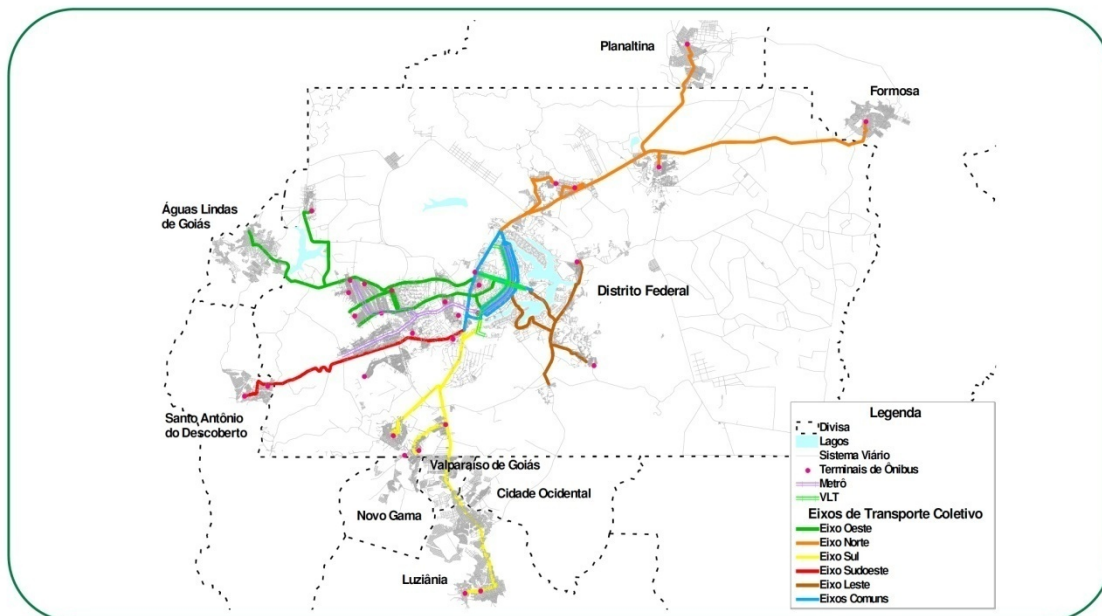 Planaltina
Formosa
Águas Lindas
de Goiás
Distrito Federal
Santo Antônio
do Descoberto
Valparaíso de Goiás
Cidade Ocidental
Novo Gama
Luziânia
Legenda
Divisa
Lagos
Sistema Viário
Terminais de Ônibus
Metrô
VLT
Eixos de Transporte Coletivo
Eixo Oeste
Eixo Norte
Eixo Sul
Eixo Sudoeste
Eixo Leste
Eixos Comuns